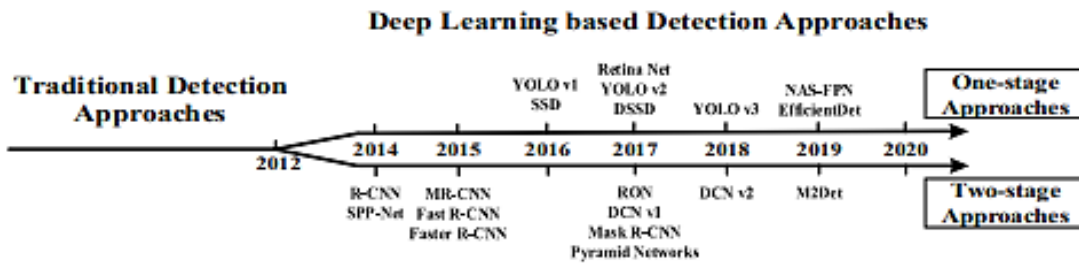 Deep Learning based Detection Approaches
Traditional Detection
Approaches
YOLO v1
SSD
Retina Net
YOLO v2
DSSD
YOLO v3
NAS-FPN
EfficientDet
One-stage
Approaches
2012
2014
2015
2016
2017
2018
2019
2020
R-CNN
SPP-Net
MR-CNN
Fast R-CNN
Faster R-CNN
RON
DCN v1
Mask R-CNN
Pyramid Networks
DCN v2
M2Det
Two-stage
Approaches